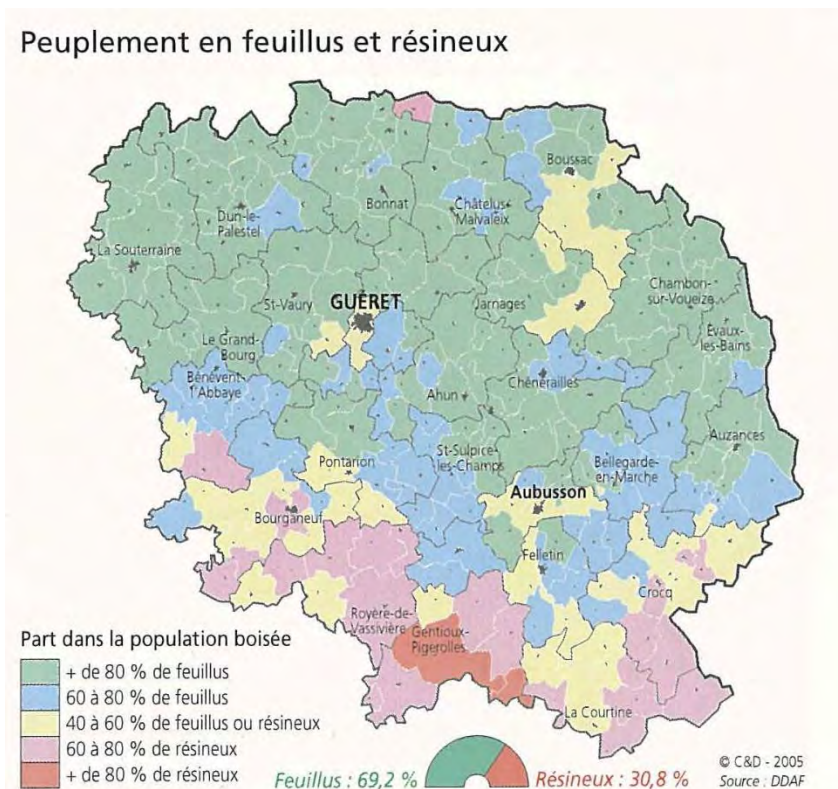 Peuplement en feuillus et résineux
Boussac
Dun-le-
Palestel
Bonnat
Châtelus-
Malvaleix
La Souterraine
St-Vaury
GUÉRET
Jarnages
Chambon-
sur-Voueize
Évaux-
les-Bains
Le Grand-
Bourg
Bénévent-
l'Abbaye
Ahun
Chénérailles
Auzances
Pontarion
St-Sulpice-
les-Champs
Bellegarde-
en-Marche
Aubusson
Bourganeuf
Felletin
Crocq
Royère-de-
Vassivière
Gentioux-
Pigerolles
La Courtine
Part dans la population boisée
+ de 80 % de feuillus
60 à 80 % de feuillus
40 à 60 % de feuillus ou résineux
60 à 80 % de résineux
+ de 80 % de résineux
Feuillus : 69,2 %
Résineux : 30,8 %
© C&D - 2005
Source : DDAF